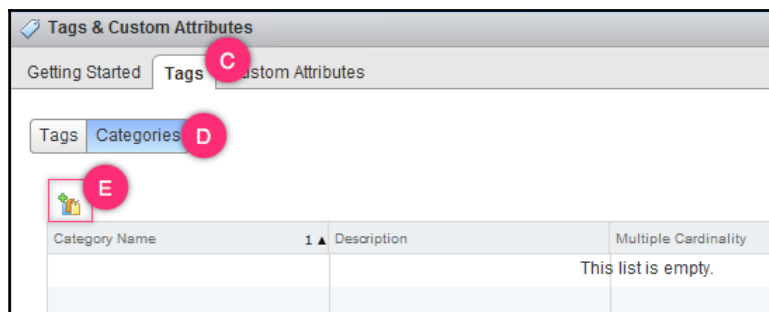 Tags & Custom Attributes
Getting Started Tags C ustom Attributes
Tags Categories D
E
Category Name 1 ▲ Description Multiple Cardinality
This list is empty.